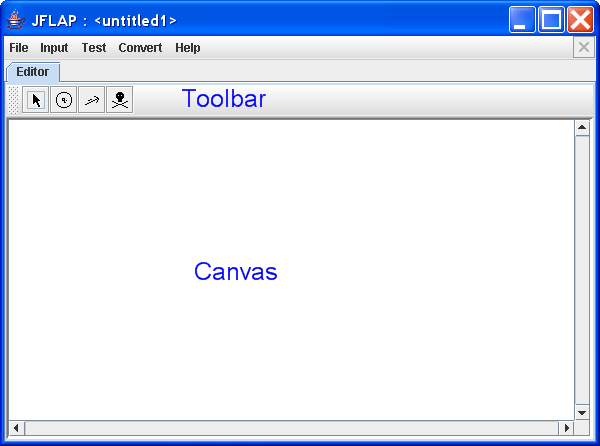 JFLAP : <untitled1>
File Input Test Convert Help
Editor
Toolbar
Canvas